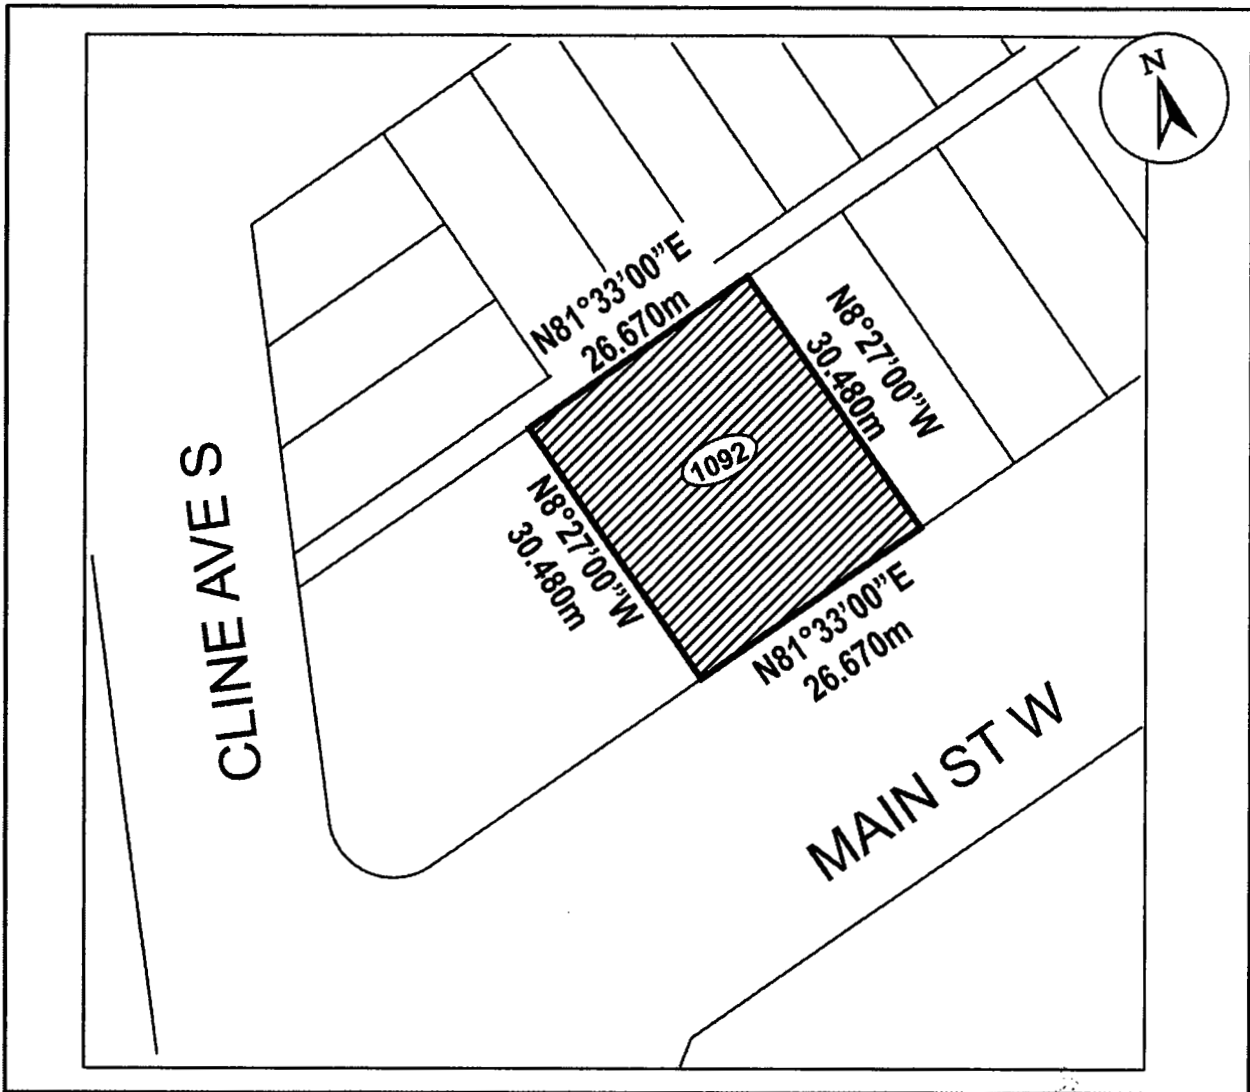 N
N81°33'00"E
26.670m
N8°27'00"W
30.480m
1092
N8°27'00"W
30.480m
N81°33'00"E
26.670m
CLINE AVE S
MAIN ST W